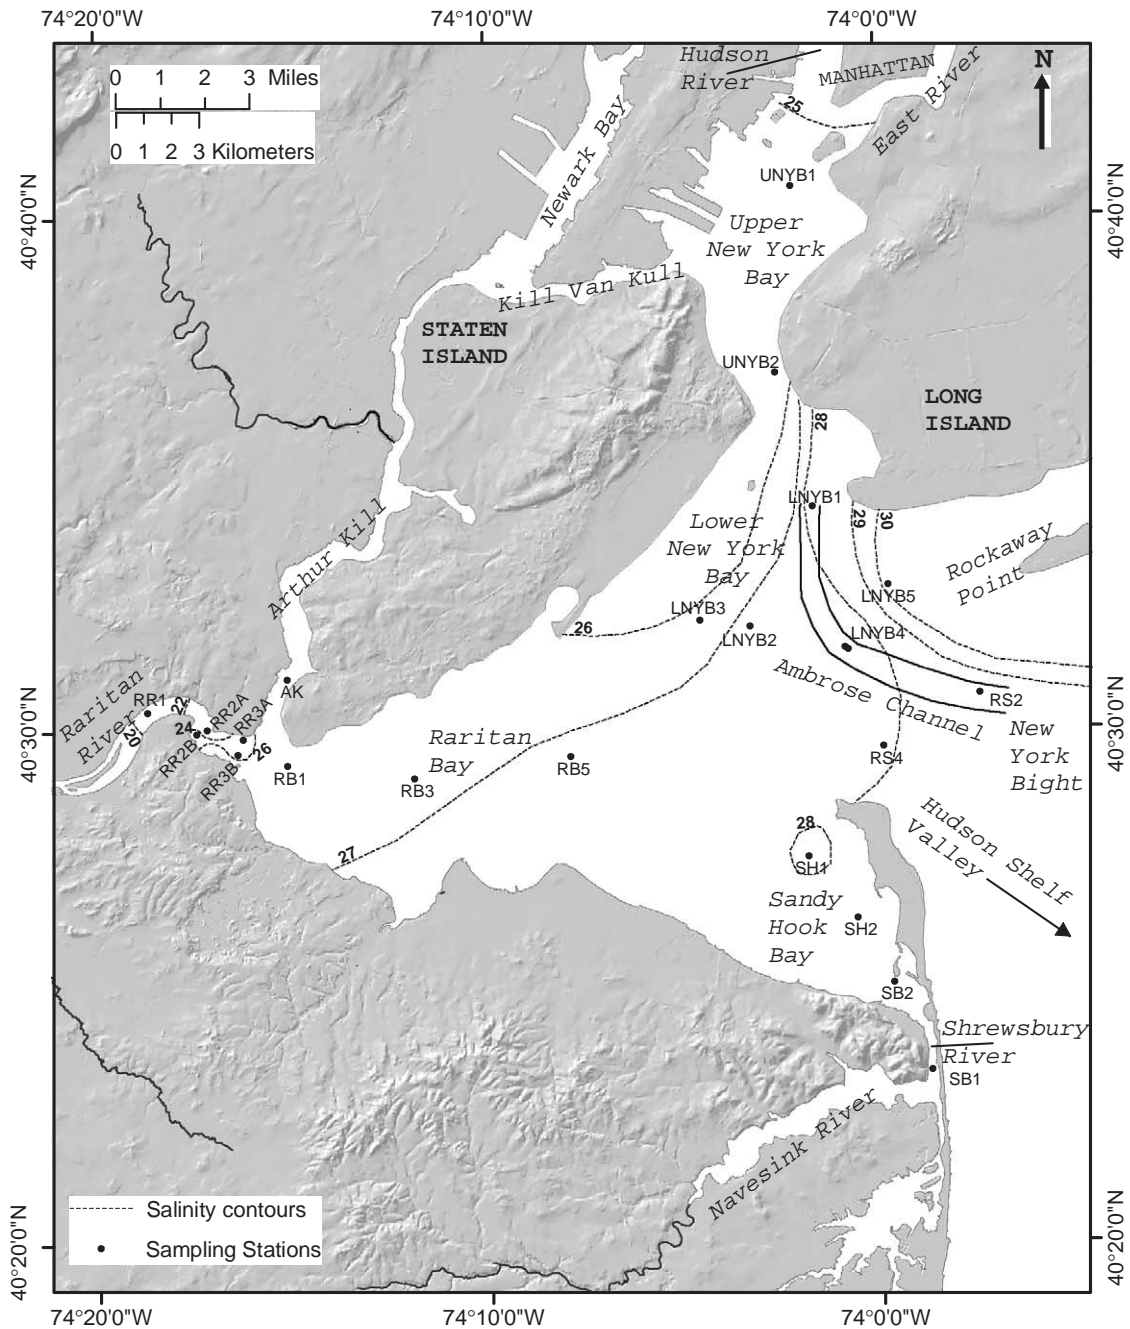 74°20'0"W
74°10'0"W
74°00'W
0 1 2 3 Miles
0 1 2 3 Kilometers
Hudson
River
MANHATTAN
East River
N
25
Newark Bay
UNYB1
40°40'0"N
40°40'0"N
Upper
New York
Bay
Kill Van Kull
STATEN
ISLAND
UNYB2
LONG
ISLAND
28
LNYB1
29
30
Lower
New York
Bay
Rockaway
Point
Arthur Kill
LNYB5
LNYB3
26
LNYB2
LNYB4
Ambrose Channel
RS2
Raritan
River
RR1
22
20
24
RR2A
RR3A
RR2B
RR3B
26
AK
RB1
40°30'0"N
40°30'0"N
Raritan
Bay
RB3
RB5
RS4
New
York
Bight
27
28
SH1
Hudson Shelf
Valley
Sandy
Hook
Bay
SH2
SB2
Shrewsbury
River
SB1
Navesink River
Salinity contours
Sampling Stations
40°20'0"N
40°20'0"N
74°20'0"W
74°10'0"W
74°00'W